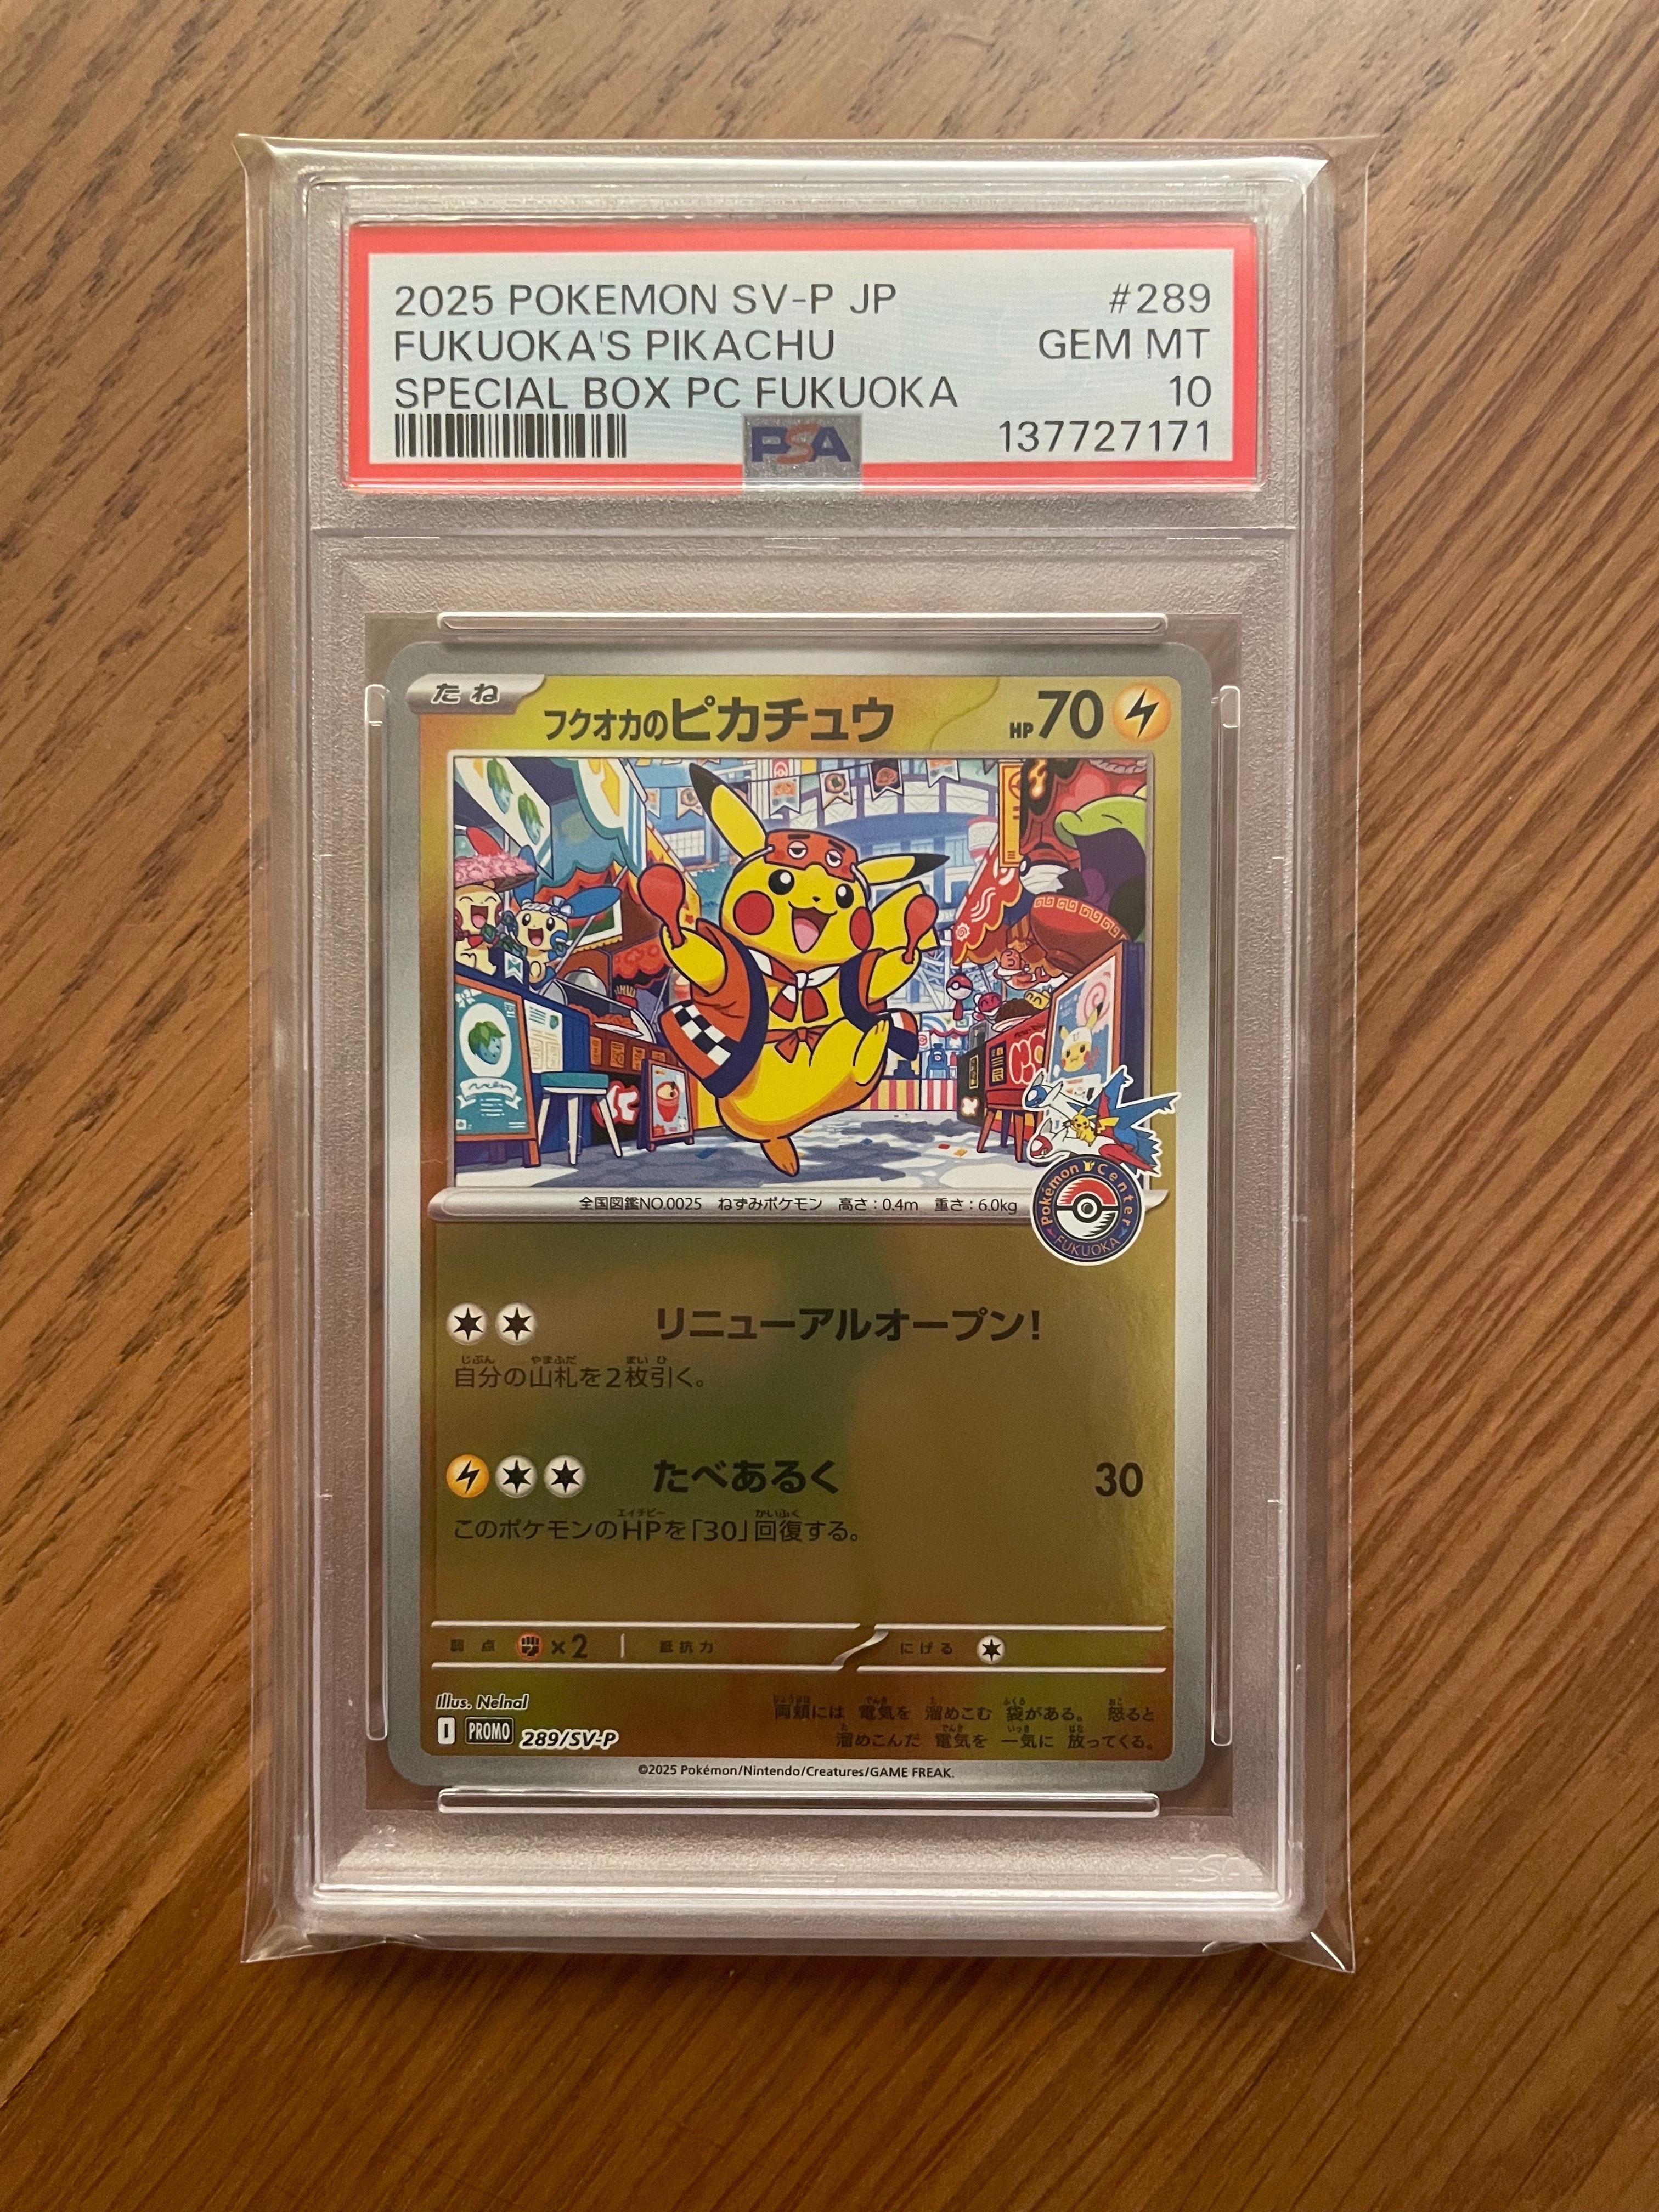 2025 POKEMON SV-P JP #289
FUKUOKA'S PIKACHU GEM MT
SPECIAL BOX PC FUKUOKA 10
PSA 137727171
たね フクオカのピカチュウ HP70
全国図鑑NO.0025 ねずみポケモン 高さ:0.4m 重さ:6.0kg
Pokémon Center
FUKUOKA
リニューアルオープン!
自分の山札を2枚引く。
たべあるく 30
このポケモンのHPを「30」回復する。
弱点 ×2 抵抗力 にげる
Illus. Nelnal
I PROMO 289/SV-P
両頬には 電気を 溜めこむ 袋がある。 怒ると
溜めこんだ 電気を 一気に 放ってくる。
©2025 Pokémon/Nintendo/Creatures/GAME FREAK.